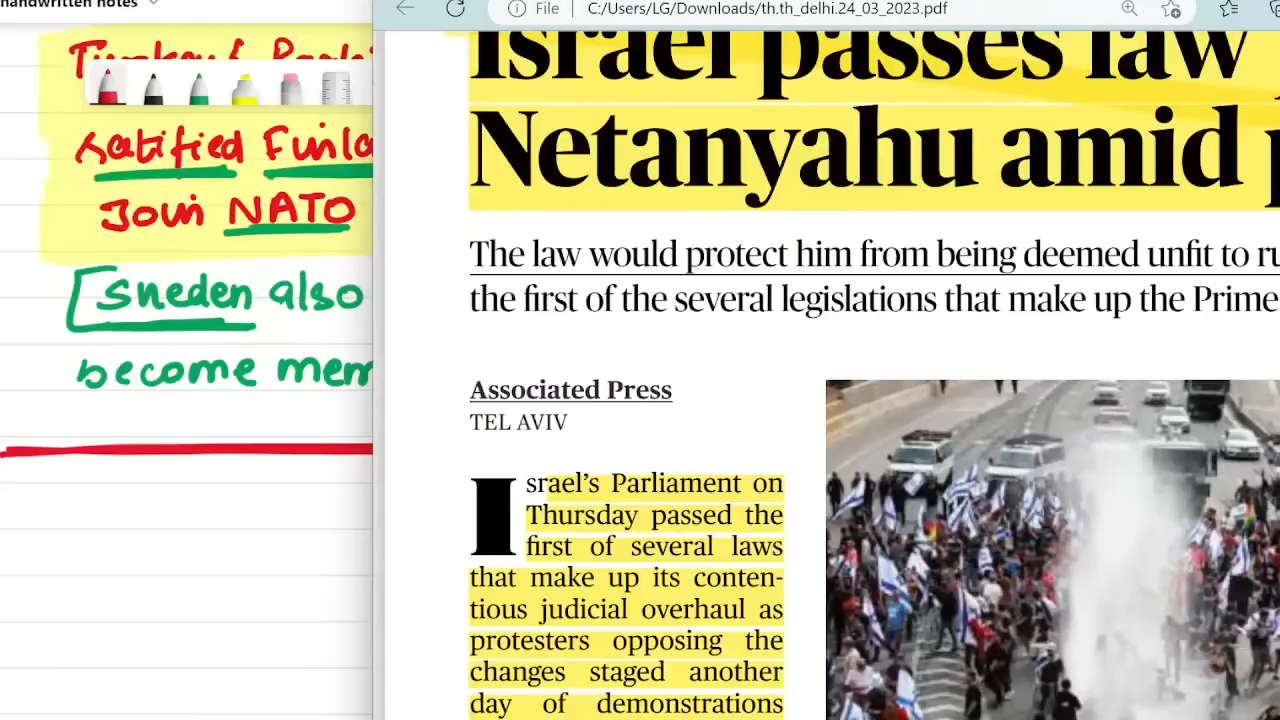 handwritten notes
ratified Finla
Join NATO
[Sweden also
become mem
File
C:/Users/LG/Downloads/th.th_delhi.24_03_2023.pdf
Israel passes law
Netanyahu amid
The law would protect him from being deemed unfit to ru
the first of the several legislations that make up the Prime
Associated Press
TEL AVIV
Israel's Parliament on
Thursday passed the
first of several laws
that make up its conten-
tious judicial overhaul as
protesters opposing the
changes staged another
day of demonstrations